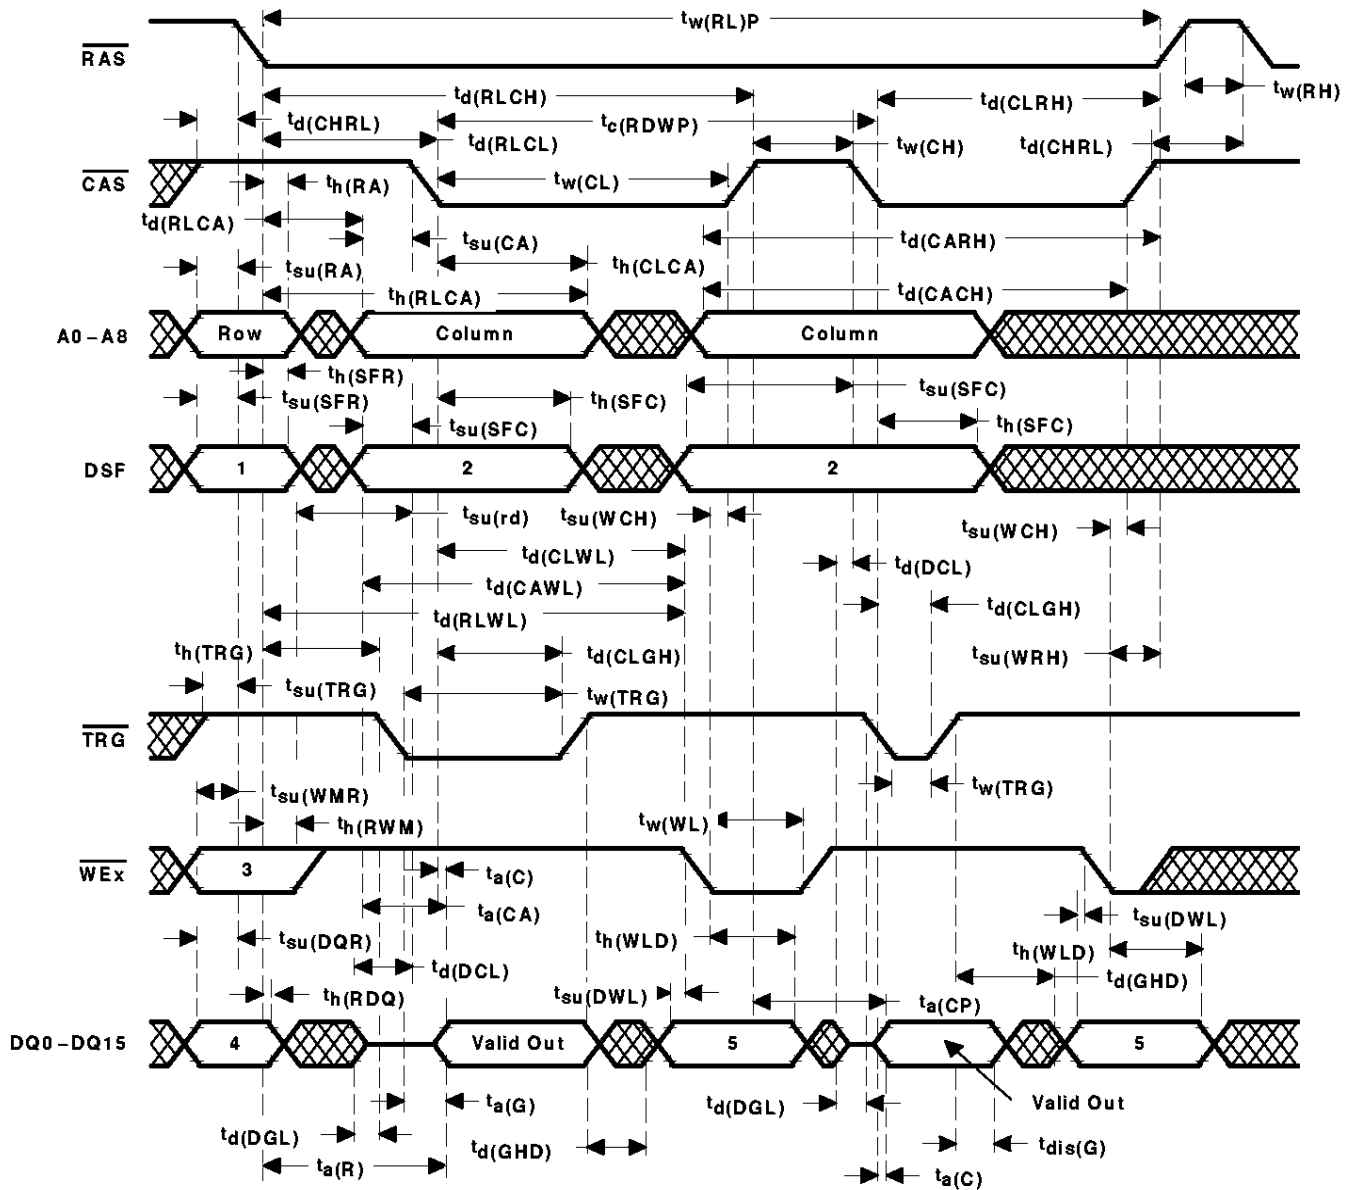 tw(RL)P
RAS
td(RLCH)
td(CLRH)
tw(RH)
td(CHRL)
tc(RDWP)
td(RLCL)
tw(CH)
td(CHRL)
CAS
th(RA)
tw(CL)
td(RLCA)
tsu(CA)
td(CARH)
tsu(RA)
th(CLCA)
th(RLCA)
td(CACH)
A0–A8
Row
Column
Column
th(SFR)
tsu(SFR)
th(SFC)
tsu(SFC)
tsu(SFC)
th(SFC)
DSF
1
2
2
tsu(rd)
tsu(WCH)
tsu(WCH)
td(CLWL)
td(DCL)
td(CAWL)
td(RLWL)
td(CLGH)
th(TRG)
td(CLGH)
tsu(WRH)
tsu(TRG)
tw(TRG)
TRG
tsu(WMR)
tw(TRG)
th(RWM)
tw(WL)
WEx
3
ta(C)
ta(CA)
tsu(DWL)
tsu(DQR)
th(WLD)
th(WLD)
td(DCL)
td(GHD)
th(RDQ)
tsu(DWL)
ta(CP)
DQ0–DQ15
4
Valid Out
5
5
ta(G)
td(DGL)
Valid Out
td(DGL)
td(GHD)
tdis(G)
ta(R)
ta(C)